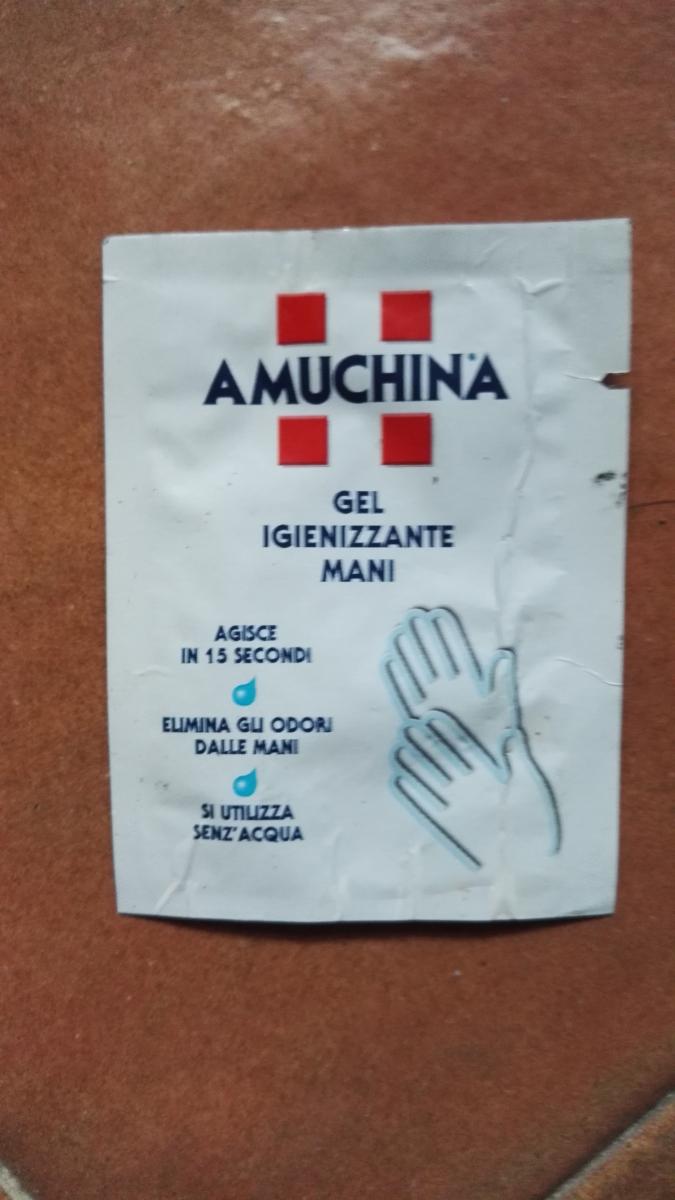 AMUCHINA
GEL
IGIENIZZANTE
MANI
AGISCE
IN 15 SECONDI
ELIMINA GLI ODORI
DALLE MANI
SI UTILIZZA
SENZ'ACQUA